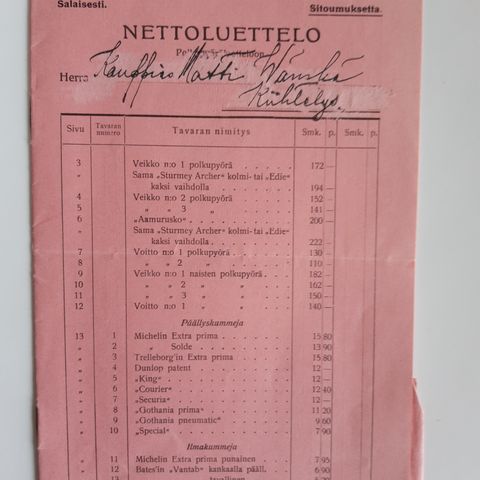 Salaisesti.
Sitoumuksetta.
NETTOLUETTELO
Herra Kauppias Matti
Sivu Tavaran numero Tavaran nimitys Smk. p. Smk. p.
3 Veikko n:o 1 polkupyörä 172 —
" Sama „Sturmey Archer“ kolmi- tai „Edie“
kaksi vaihdolla 194 —
4 Veikko n:o 2 polkupyörä 152 —
5 " " 3 " 141 —
6 „Aamurusko“ 200 —
" Sama „Sturmey Archer“ kolmi- tai „Edie“
kaksi vaihdolla 222 —
7 Voitto n:o 1 polkupyörä 130 —
8 " " 2 " 110 —
9 Veikko n:o 1 naisten polkupyörä 182 —
10 " " 2 " " 162 —
11 " " 3 " " 150 —
12 Voitto n:o 1 " " 140 —
Päällyskummeja
13 1 Michelin Extra prima 15 80
" 2 " Solde 13 90
" 3 Trelleborg'in Extra prima 15 80
" 4 Dunlop patent 12 —
" 5 „King“ 12 —
" 6 „Courier“ 12 40
" 7 „Securia“ 12 —
" 8 „Gothania prima“ 11 20
" 9 „Gothania pneumatic“ 9 60
" 10 „Special“ 7 90
Ilmakummeja
" 11 Michelin Extra prima punainen 7 95
" 12 Bates'in „Vantab“ kankaalla pääll. 6 90
tavallinen